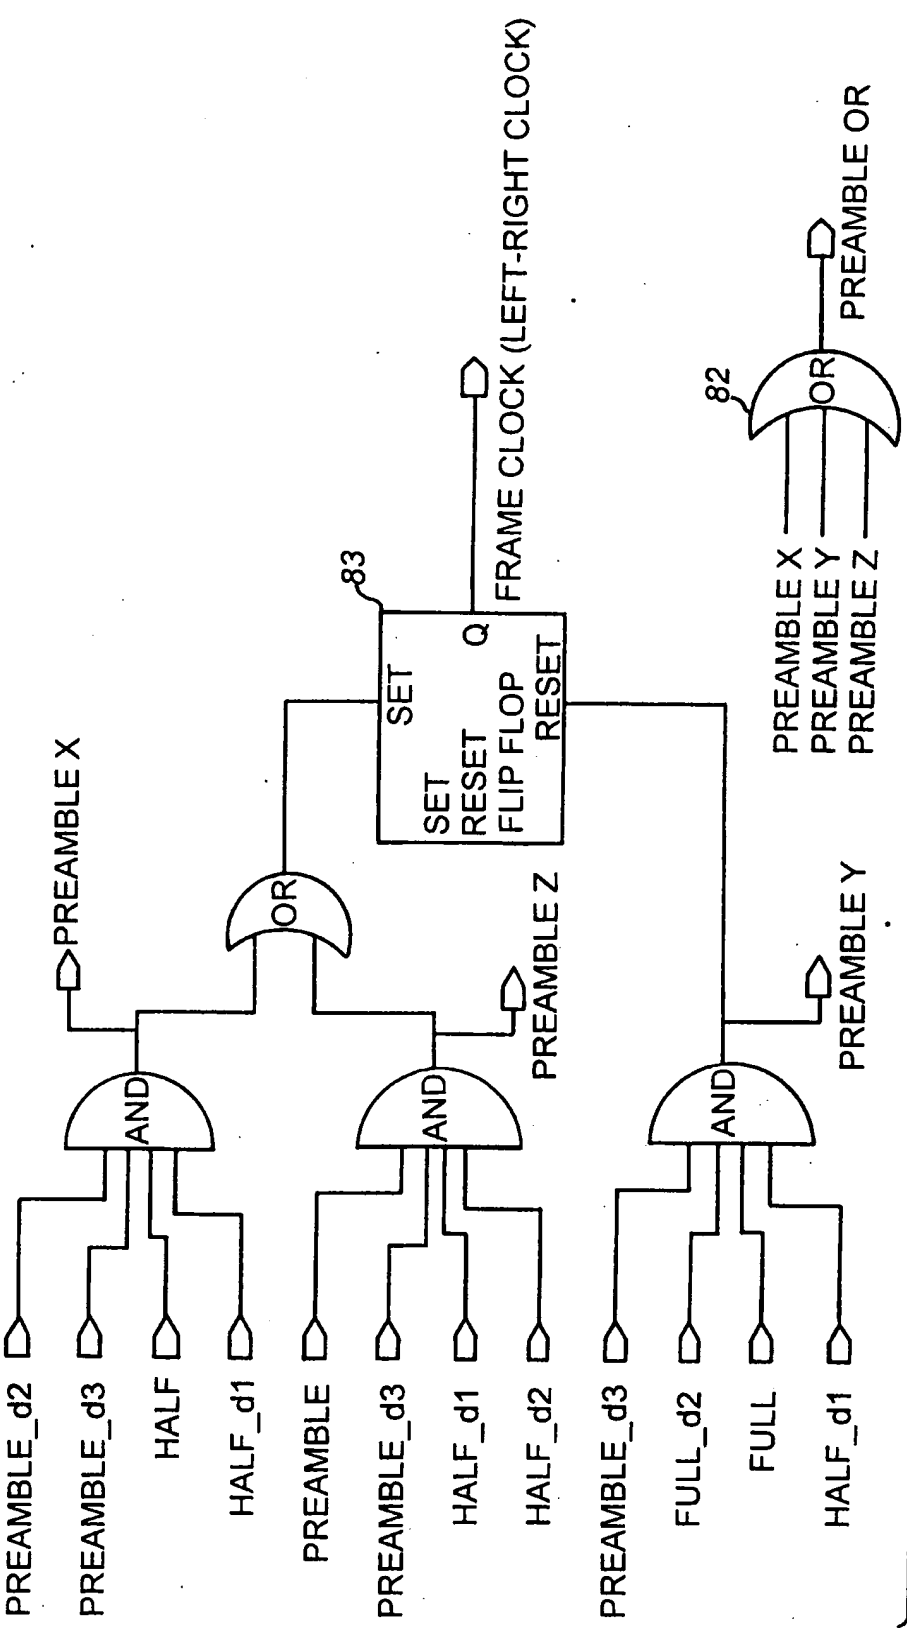 PREAMBLE_d2
PREAMBLE_d3
HALF
HALF_d1
PREAMBLE
PREAMBLE_d3
HALF_d1
HALF_d2
PREAMBLE_d3
FULL_d2
FULL
HALF_d1
AND
AND
AND
PREAMBLE X
PREAMBLE Z
PREAMBLE Y
OR
83
SET
SET
RESET
FLIP FLOP
Q
RESET
FRAME CLOCK (LEFT-RIGHT CLOCK)
PREAMBLE X
PREAMBLE Y
PREAMBLE Z
82
OR
PREAMBLE OR